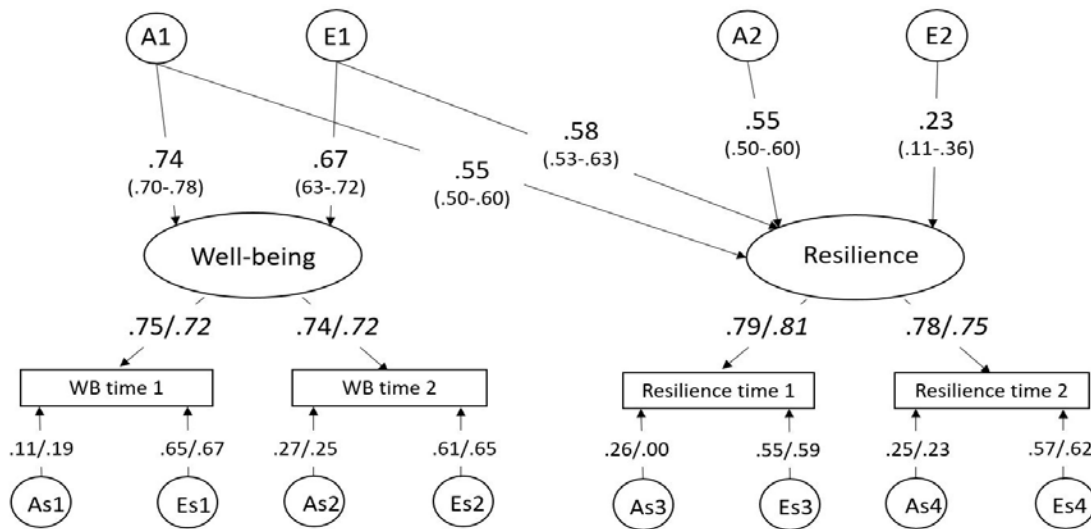 A1 E1 A2 E2
.74
(.70-.78)
.67
(63-.72)
.58
(.53-.63)
.55
(.50-.60)
.55
(.50-.60)
.23
(.11-.36)
Well-being Resilience
.75/.72 .74/.72 .79/.81 .78/.75
WB time 1 WB time 2 Resilience time 1 Resilience time 2
.11/.19 .65/.67 .27/.25 .61/.65 .26/.00 .55/.59 .25/.23 .57/.62
As1 Es1 As2 Es2 As3 Es3 As4 Es4